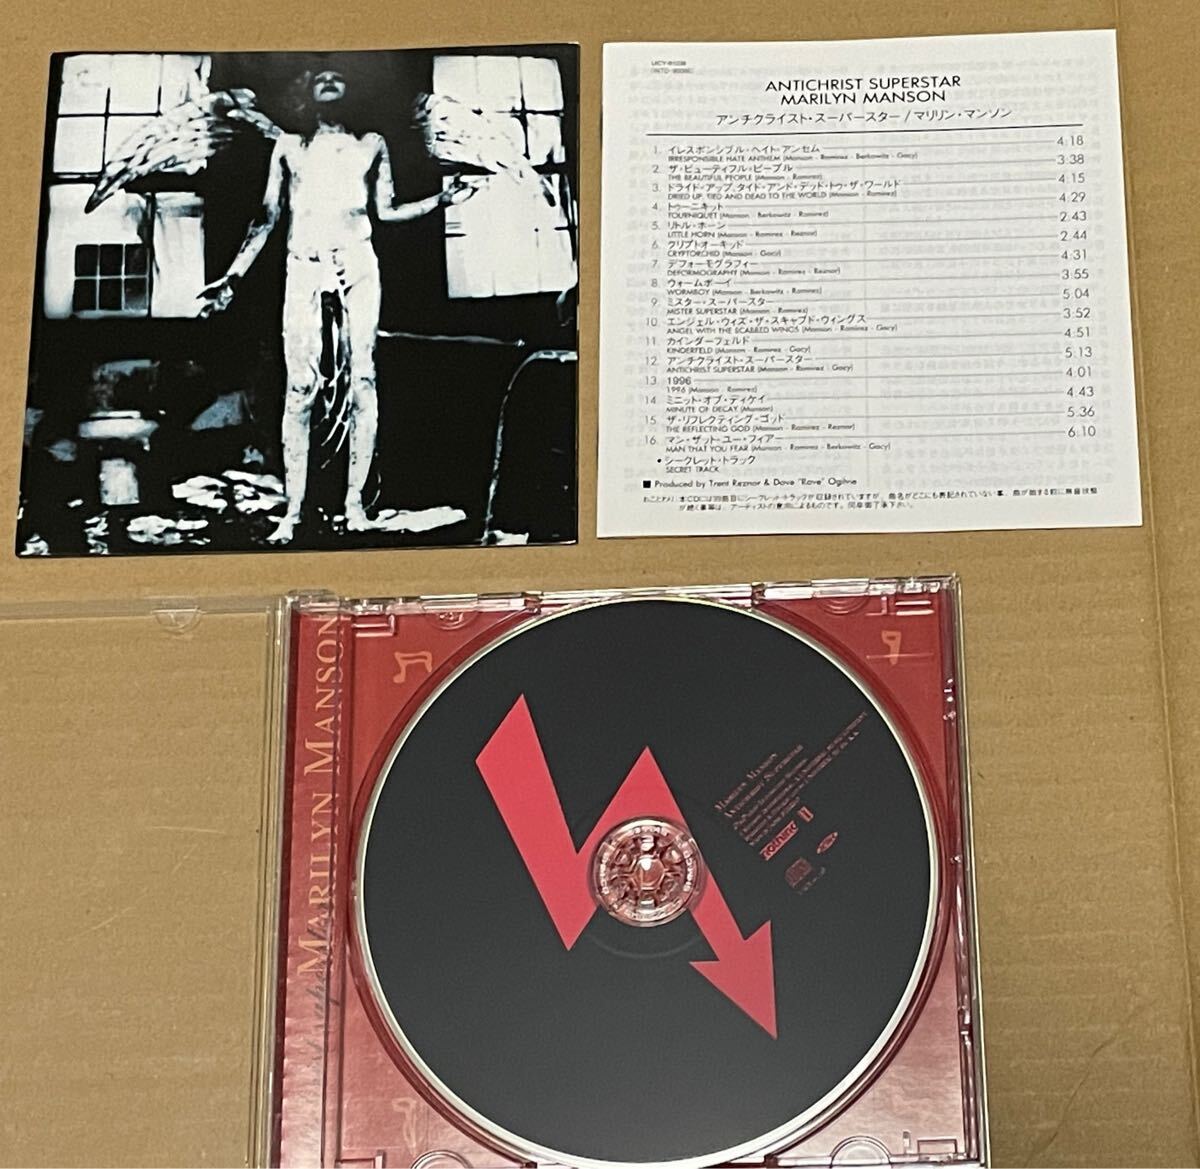 ANTICHRIST SUPERSTAR
MARILYN MANSON
アンチクライスト・スーパースター / マリリン・マンソン
1. イレスポンシブル・ヘイト・アンセム 4:18
IRRESPONSIBLE HATE ANTHEM (Manson - Ramirez - Berkowitz - Gacy)
2. ザ・ビューティフル・ピープル 3:38
THE BEAUTIFUL PEOPLE (Manson - Ramirez)
3. ドライド・アップ, タイド・アンド・デッド・トゥ・ザ・ワールド 4:15
DRIED UP, TIED AND DEAD TO THE WORLD (Manson - Ramirez)
4. トゥーニキット 4:29
TOURNIQUET (Manson - Berkowitz - Ramirez)
5. リトル・ホーン 2:43
LITTLE HORN (Manson - Ramirez - Reznor)
6. クリプトオーキッド 2:44
CRYPTORCHID (Manson - Gacy)
7. デフォーモグラフィー 4:31
DEFORMOGRAPHY (Manson - Ramirez - Reznor)
8. ウォームボーイ 3:55
WORMBOY (Manson - Berkowitz - Ramirez)
9. ミスター・スーパースター 5:04
MISTER SUPERSTAR (Manson - Ramirez)
10. エンジェル・ウィズ・ザ・スキャブド・ウィングス 3:52
ANGEL WITH THE SCABBED WINGS (Manson - Ramirez - Gacy)
11. カインダーフェルド 4:51
KINDERFELD (Manson - Ramirez - Gacy)
12. アンチクライスト・スーパースター 5:13
ANTICHRIST SUPERSTAR (Manson - Ramirez - Gacy)
13. 1996 4:01
1996 (Manson - Ramirez)
14. ミニット・オブ・ディケイ 4:43
MINUTE OF DECAY (Manson)
15. ザ・リフレクティング・ゴッド 5:36
THE REFLECTING GOD (Manson - Ramirez - Reznor)
16. マン・ザット・ユー・フィアー 6:10
MAN THAT YOU FEAR (Manson - Ramirez - Berkowitz - Gacy)
• シークレット・トラック
SECRET TRACK
■ Produced by Trent Reznor & Dave "Rave" Ogilvie
MARILYN MANSON
MARILYN MANSON
ANTICHRIST SUPERSTAR
nothing